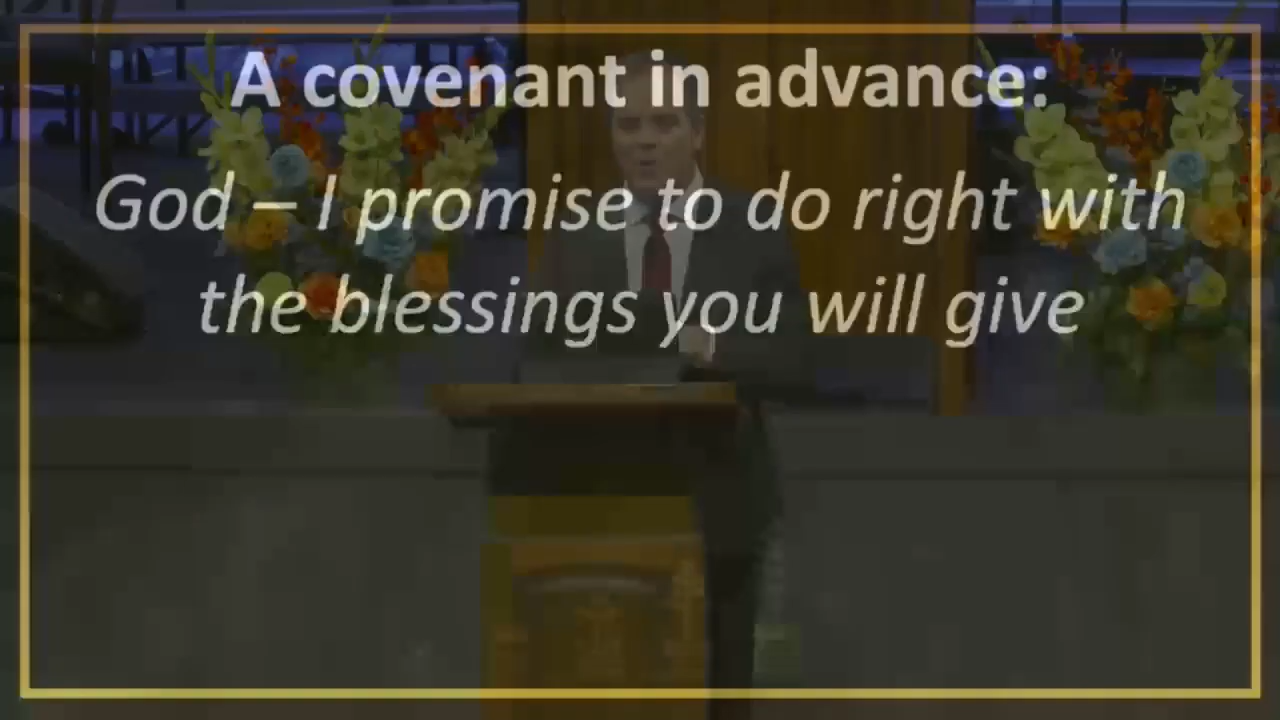 A covenant in advance:
God – I promise to do right with
the blessings you will give